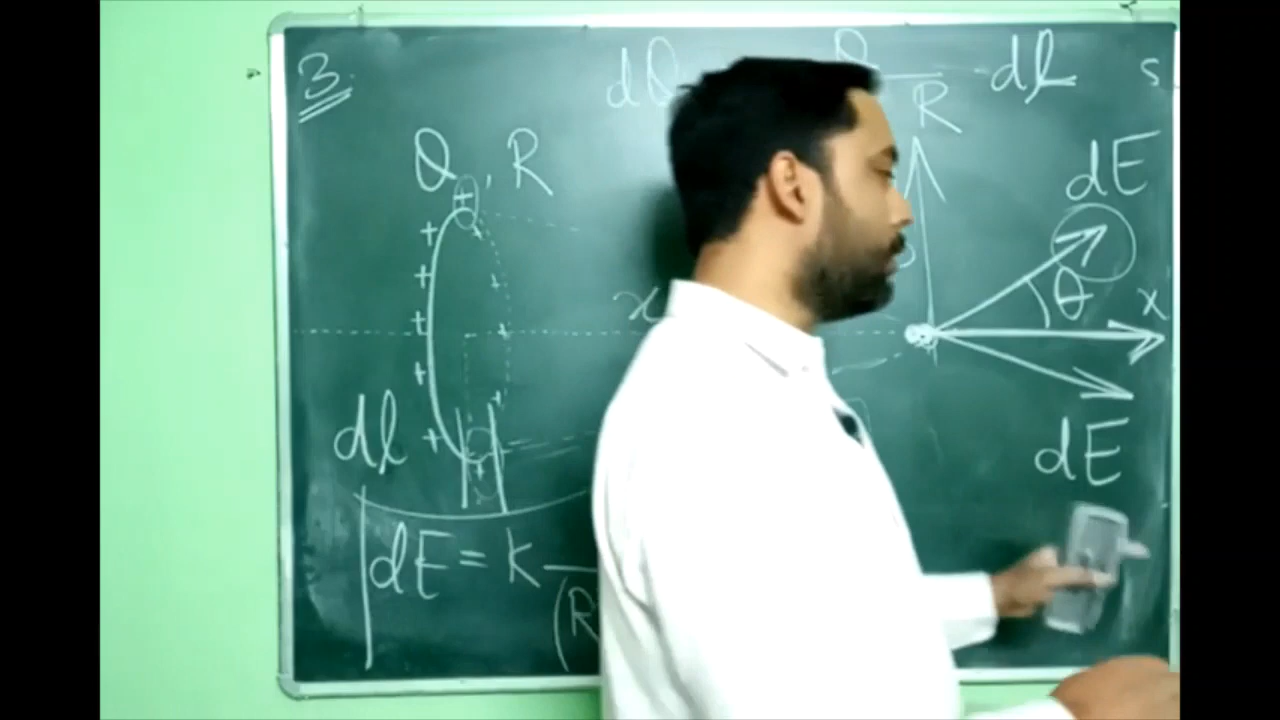 3.
dQ
Q
R
dl
s
Q, R
dE
θ
x
x
dl
dE
dE = k
(R